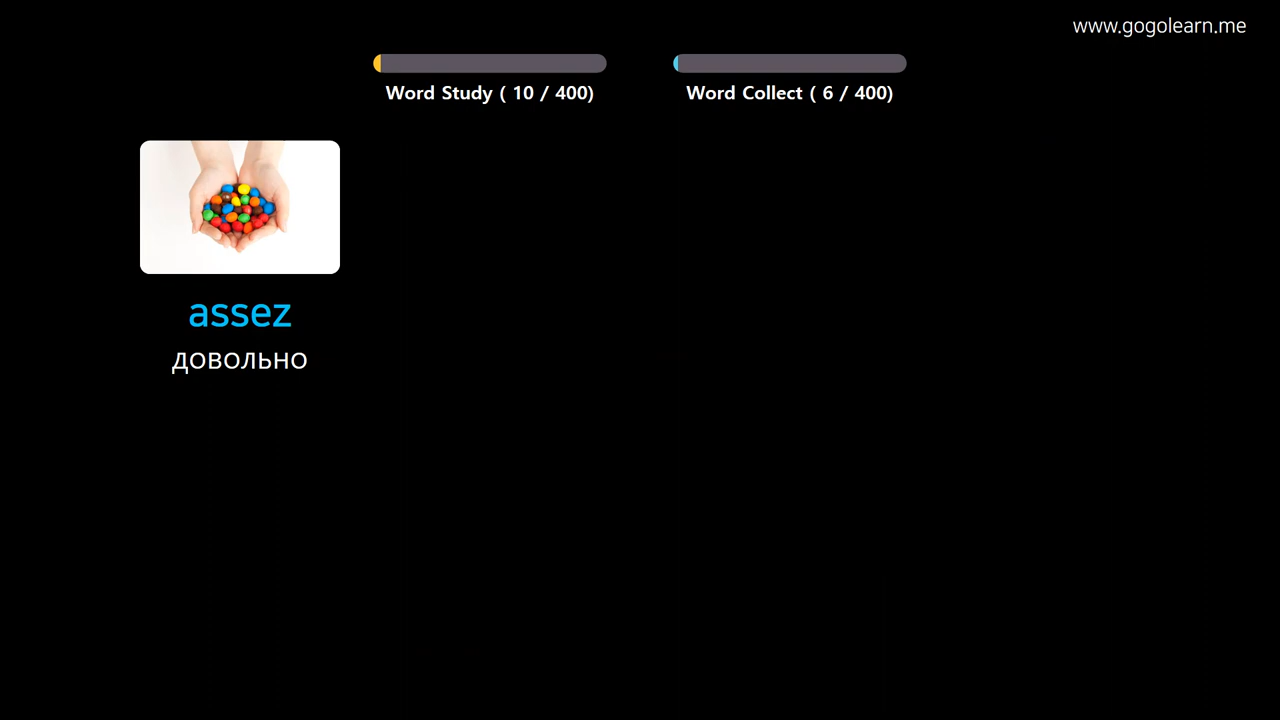 www.gogolearn.me
Word Study ( 10 / 400)
Word Collect ( 6 / 400)
assez
довольно